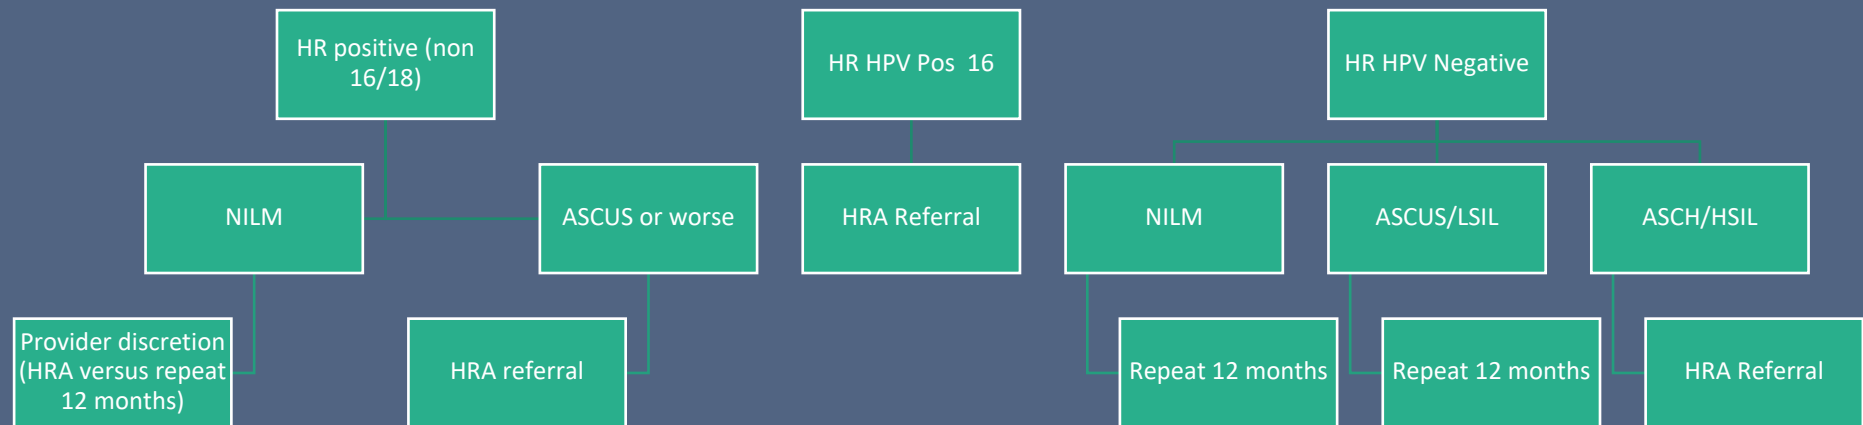 HR positive (non
16/18)
HR HPV Pos  16
HR HPV Negative
NILM
ASCUS or worse
HRA Referral
NILM
ASCUS/LSIL
ASCH/HSIL
Provider discretion
(HRA versus repeat
12 months)
HRA referral
Repeat 12 months
Repeat 12 months
HRA Referral